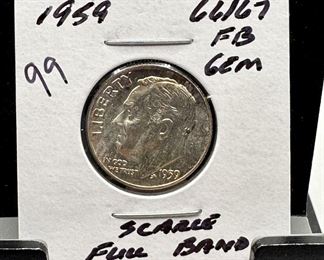 1959
66/67
FB
GEM
99
LIBERTY
IN GOD
WE TRUST
1959
SCARCE
FULL BAND